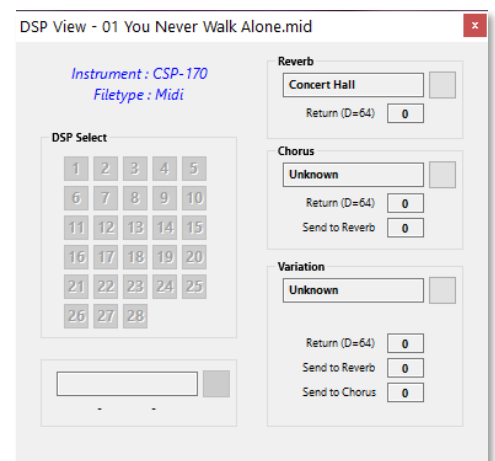 DSP View - 01 You Never Walk Alone.mid
x
Instrument : CSP-170
Filetype : Midi
DSP Select
1 2 3 4 5
6 7 8 9 10
11 12 13 14 15
16 17 18 19 20
21 22 23 24 25
26 27 28
- -
Reverb
Concert Hall
Return (D=64) 0
Chorus
Unknown
Return (D=64) 0
Send to Reverb 0
Variation
Unknown
Return (D=64) 0
Send to Reverb 0
Send to Chorus 0